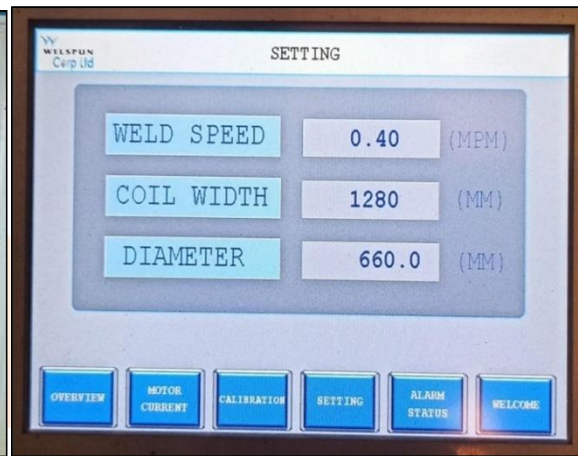 WELSPUN
Corp Ltd
SETTING
WELD SPEED 0.40 (MPM)
COIL WIDTH 1280 (MM)
DIAMETER 660.0 (MM)
OVERVIEW
MOTOR
CURRENT
CALIBRATION
SETTING
ALARM
STATUS
WELCOME